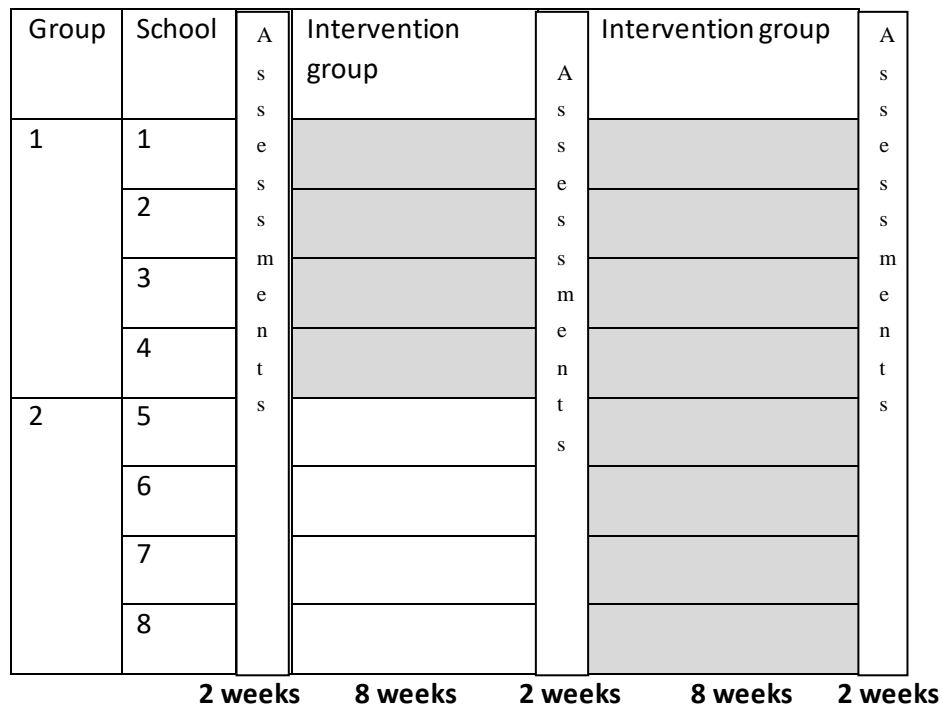 Group
School
Assessments
Intervention
group
Assessments
Intervention group
Assessments
1
1
2
3
4
2
5
6
7
8
2 weeks 8 weeks 2 weeks 8 weeks 2 weeks